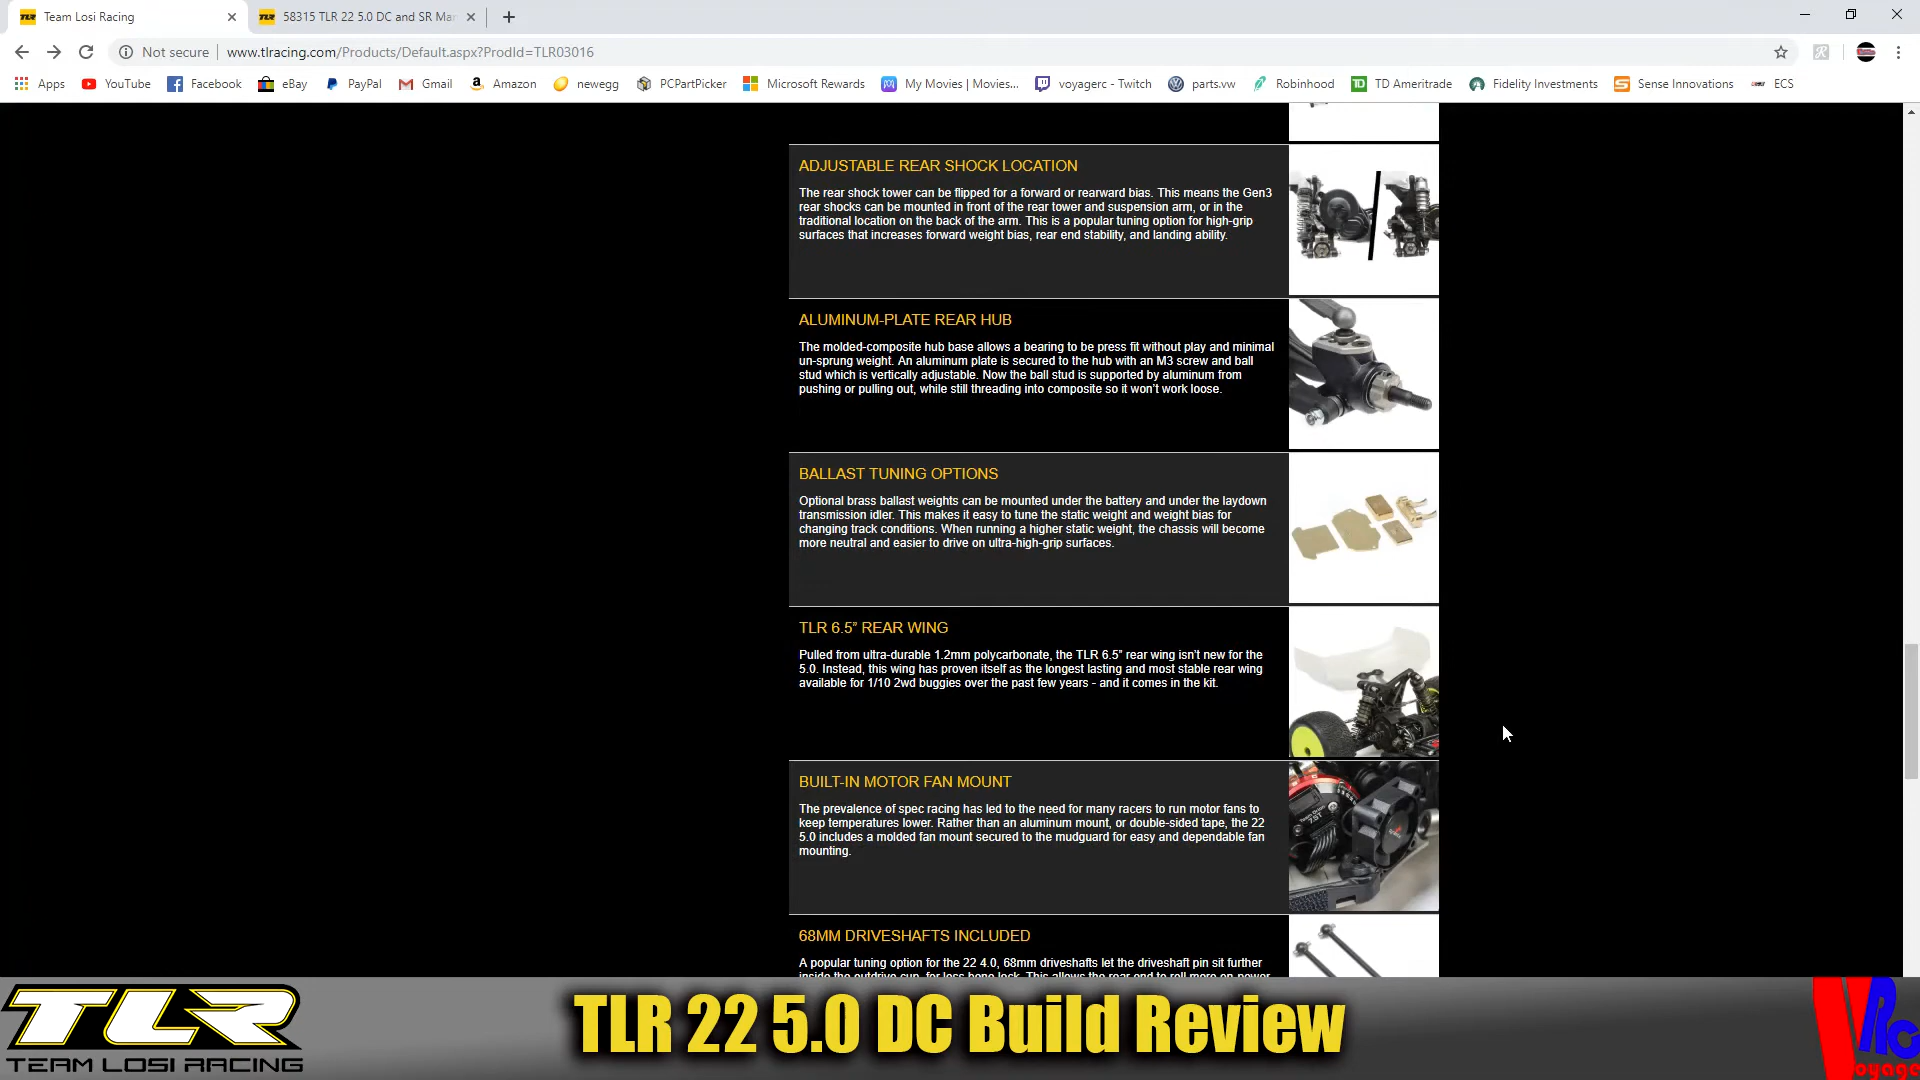 Team Losi Racing
58315 TLR 22 5.0 DC and SR Mar
Not secure
www.tlracing.com/Products/Default.aspx?ProdId=TLR03016
Apps YouTube Facebook eBay PayPal Gmail Amazon newegg PCPartPicker Microsoft Rewards My Movies | Movies... voyagerc - Twitch parts.vw Robinhood TD Ameritrade Fidelity Investments Sense Innovations ECS
ADJUSTABLE REAR SHOCK LOCATION
The rear shock tower can be flipped for a forward or rearward bias. This means the Gen3
rear shocks can be mounted in front of the rear tower and suspension arm, or in the
traditional location on the back of the arm. This is a popular tuning option for high-grip
surfaces that increases forward weight bias, rear end stability, and landing ability.
ALUMINUM-PLATE REAR HUB
The molded-composite hub base allows a bearing to be press fit without play and minimal
un-sprung weight. An aluminum plate is secured to the hub with an M3 screw and ball
stud which is vertically adjustable. Now the ball stud is supported by aluminum from
pushing or pulling out, while still threading into composite so it won't work loose.
BALLAST TUNING OPTIONS
Optional brass ballast weights can be mounted under the battery and under the laydown
transmission idler. This makes it easy to tune the static weight and weight bias for
changing track conditions. When running a higher static weight, the chassis will become
more neutral and easier to drive on ultra-high-grip surfaces.
TLR 6.5” REAR WING
Pulled from ultra-durable 1.2mm polycarbonate, the TLR 6.5” rear wing isn't new for the
5.0. Instead, this wing has proven itself as the longest lasting and most stable rear wing
available for 1/10 2wd buggies over the past few years - and it comes in the kit.
BUILT-IN MOTOR FAN MOUNT
The prevalence of spec racing has led to the need for many racers to run motor fans to
keep temperatures lower. Rather than an aluminum mount, or double-sided tape, the 22
5.0 includes a molded fan mount secured to the mudguard for easy and dependable fan
mounting.
68MM DRIVESHAFTS INCLUDED
A popular tuning option for the 22 4.0, 68mm driveshafts let the driveshaft pin sit further
inside the outdrive cup, for less bone lock. This allows the rear end to roll more on-power
TLR
TEAM LOSI RACING
TLR 22 5.0 DC Build Review
VRC
oyage